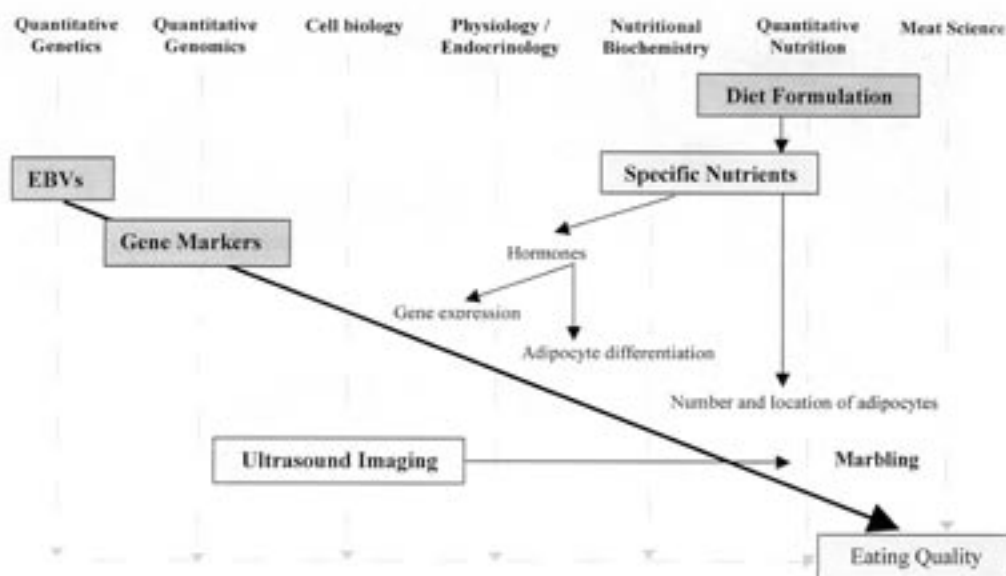 Quantitative Genetics
Quantitative Genomics
Cell biology
Physiology / Endocrinology
Nutritional Biochemistry
Quantitative Nutrition
Meat Science
Diet Formulation
EBVs
Specific Nutrients
Gene Markers
Hormones
Gene expression
Adipocyte differentiation
Number and location of adipocytes
Ultrasound Imaging
Marbling
Eating Quality